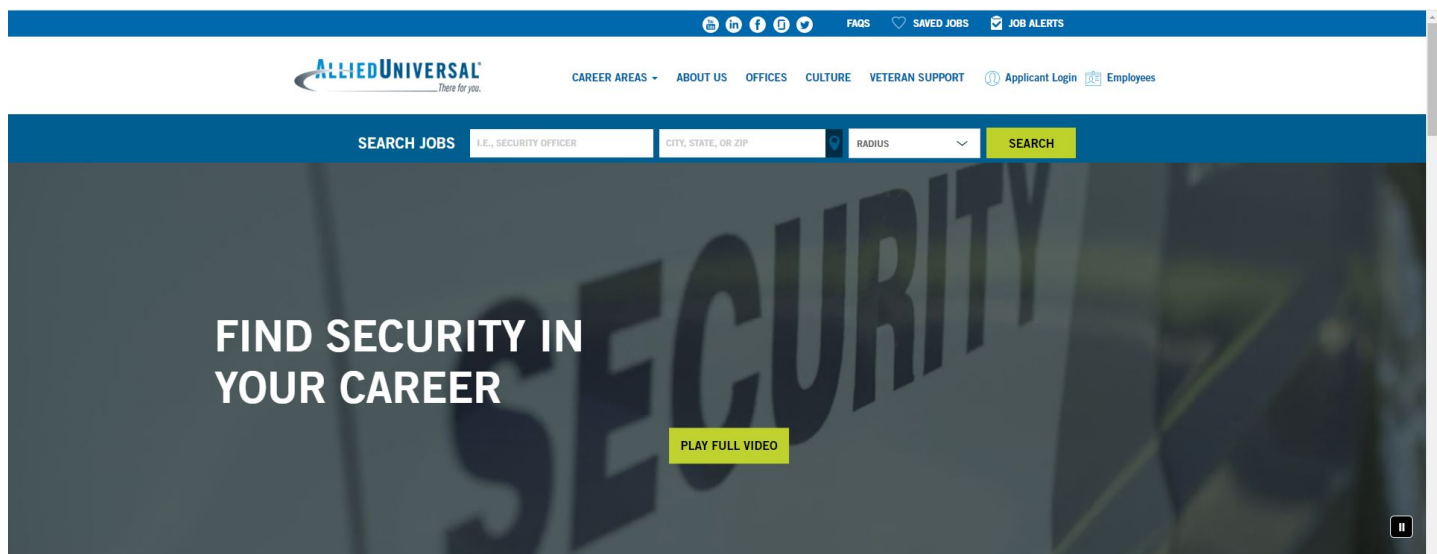 FAQS SAVED JOBS JOB ALERTS
ALLIEDUNIVERSAL®
There for you.
CAREER AREAS ABOUT US OFFICES CULTURE VETERAN SUPPORT Applicant Login Employees
SEARCH JOBS I.E., SECURITY OFFICER CITY, STATE, OR ZIP RADIUS SEARCH
SECURITY
FIND SECURITY IN
YOUR CAREER
PLAY FULL VIDEO